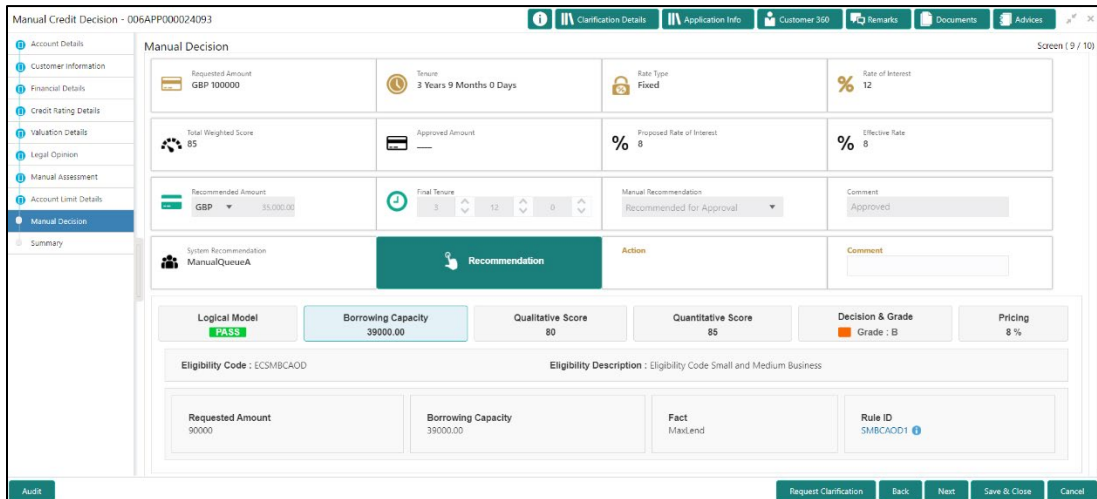 Manual Credit Decision - 006APP000024093
Clarification Details
Application Info
Customer 360
Remarks
Documents
Advices
Account Details
Customer Information
Financial Details
Credit Rating Details
Valuation Details
Legal Opinion
Manual Assessment
Account Limit Details
Manual Decision
Summary
Manual Decision
Screen ( 9 / 10)
Requested Amount
GBP 100000
Tenure
3 Years 9 Months 0 Days
Rate Type
Fixed
Rate of Interest
12
Total Weighted Score
85
Approved Amount
___
Proposed Rate of Interest
8
Effective Rate
8
Recommended Amount
GBP 35,000.00
Final Tenure
3 12 0
Manual Recommendation
Recommended for Approval
Comment
Approved
System Recommendation
ManualQueueA
Recommendation
Action
Comment
Logical Model
PASS
Borrowing Capacity
39000.00
Qualitative Score
80
Quantitative Score
85
Decision & Grade
Grade : B
Pricing
8 %
Eligibility Code : ECSMBCAOD
Eligibility Description : Eligibility Code Small and Medium Business
Requested Amount
90000
Borrowing Capacity
39000.00
Fact
MaxLend
Rule ID
SMBCAOD1
Audit
Request Clarification
Back
Next
Save & Close
Cancel